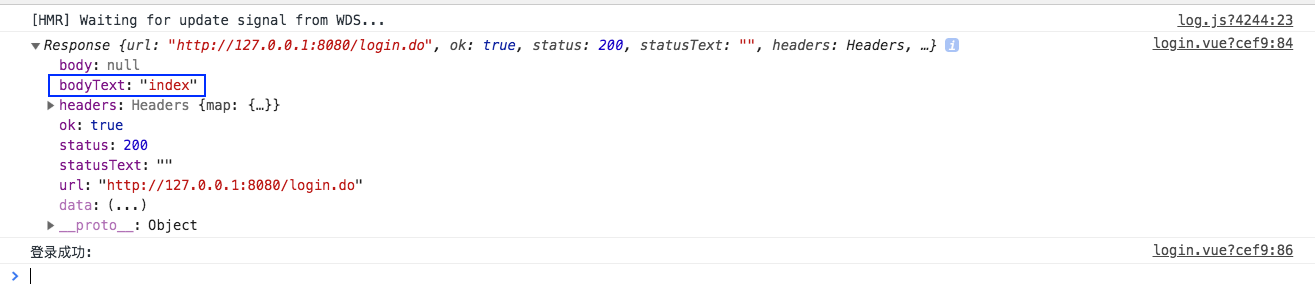 [HMR] Waiting for update signal from WDS... log.js?4244:23
Response {url: "http://127.0.0.1:8080/login.do", ok: true, status: 200, statusText: "", headers: Headers, …} login.vue?cef9:84
body: null
bodyText: "index"
headers: Headers {map: {…}}
ok: true
status: 200
statusText: ""
url: "http://127.0.0.1:8080/login.do"
data: (...)
__proto__: Object
登录成功: login.vue?cef9:86